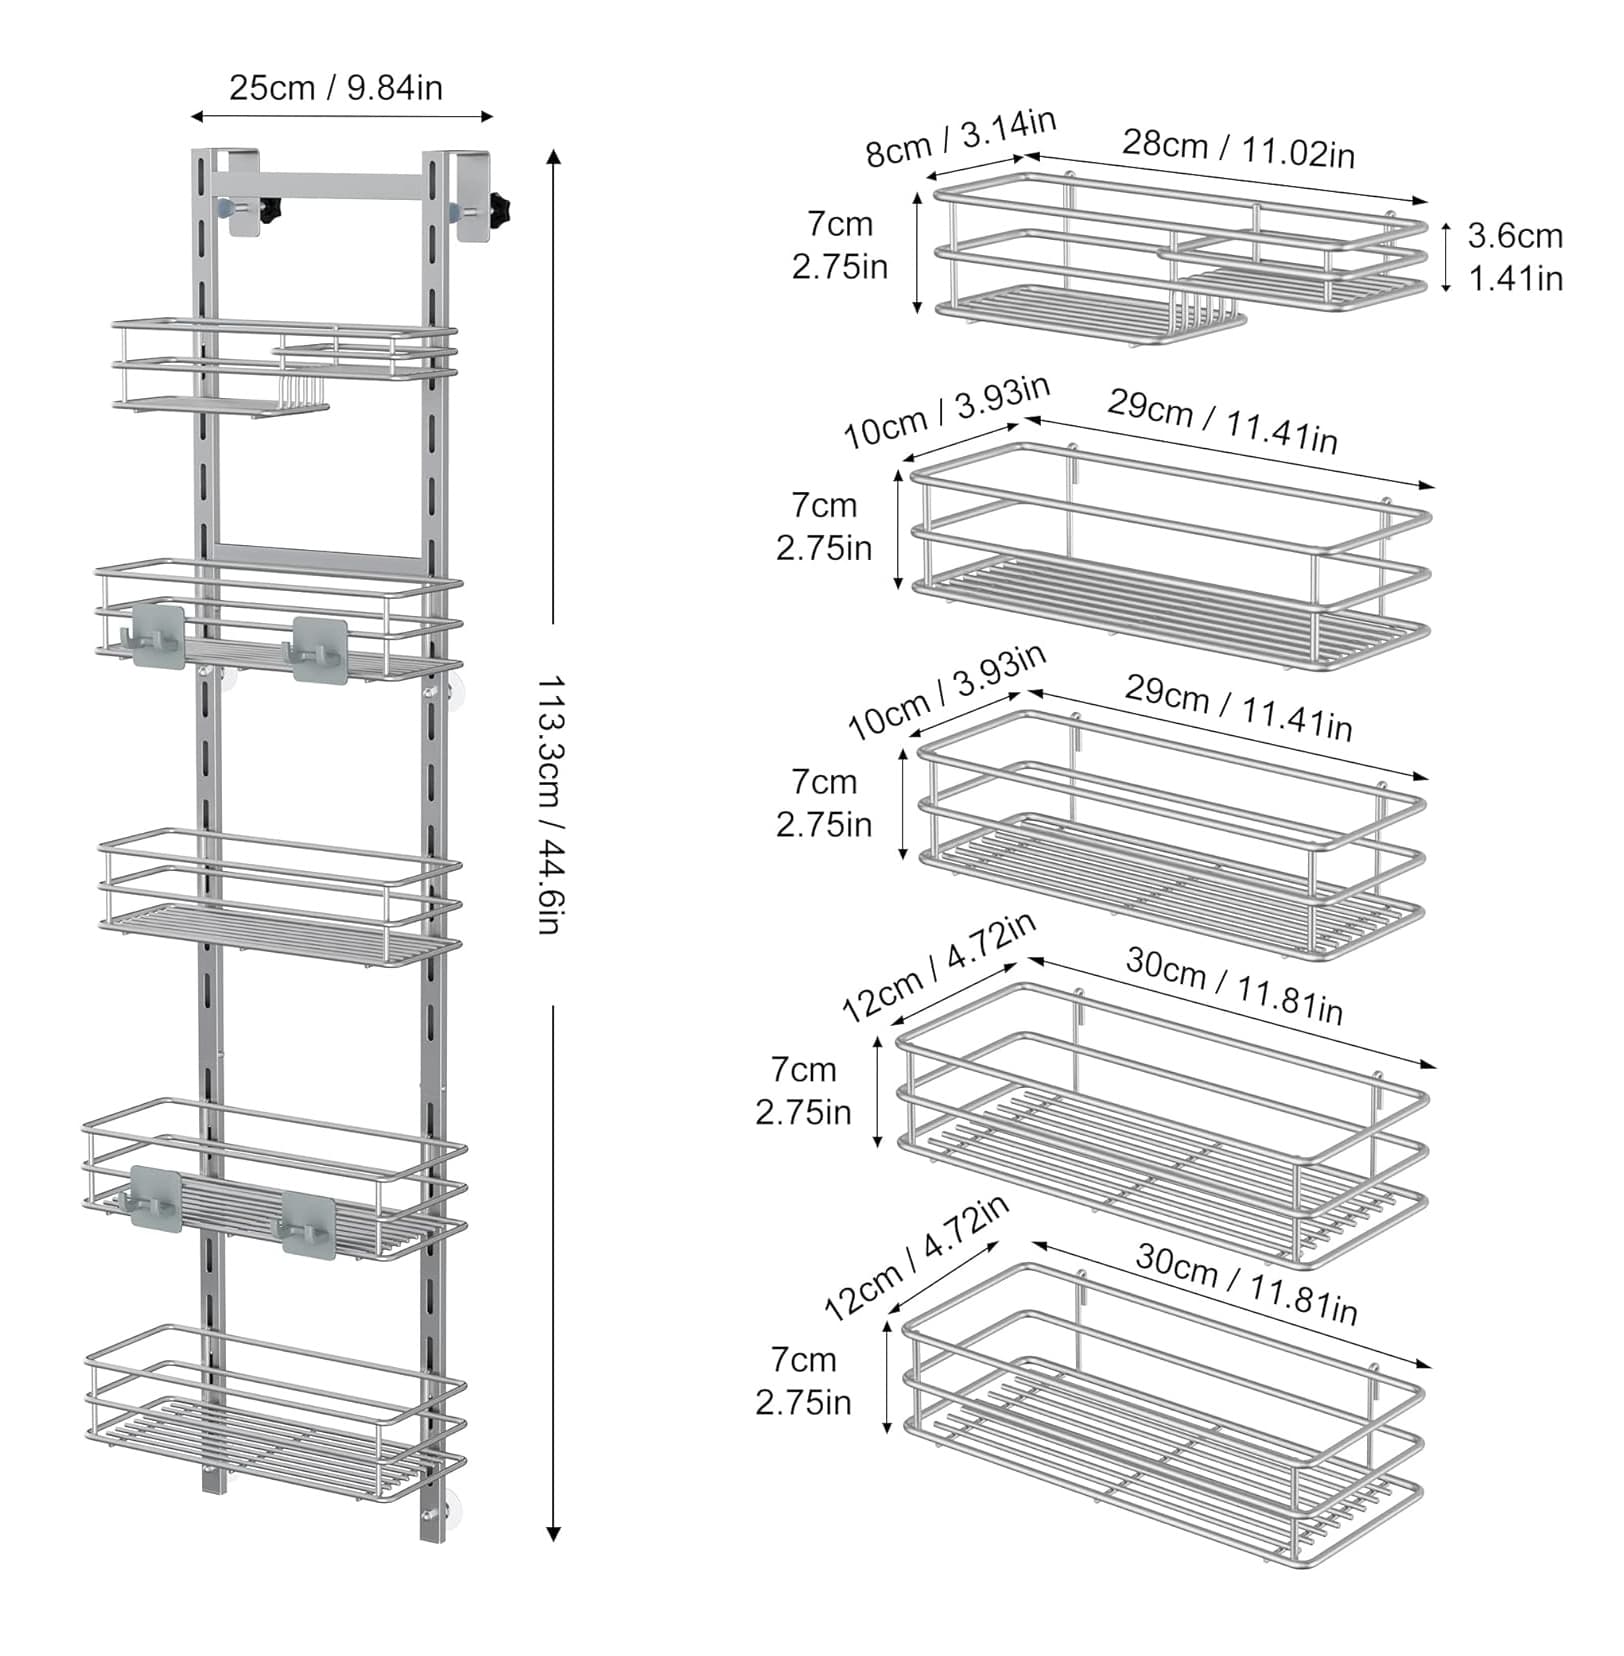 25cm / 9.84in
113.3cm / 44.6in
8cm / 3.14in
28cm / 11.02in
7cm
2.75in
3.6cm
1.41in
10cm / 3.93in
29cm / 11.41in
7cm
2.75in
10cm / 3.93in
29cm / 11.41in
7cm
2.75in
12cm / 4.72in
30cm / 11.81in
7cm
2.75in
12cm / 4.72in
30cm / 11.81in
7cm
2.75in